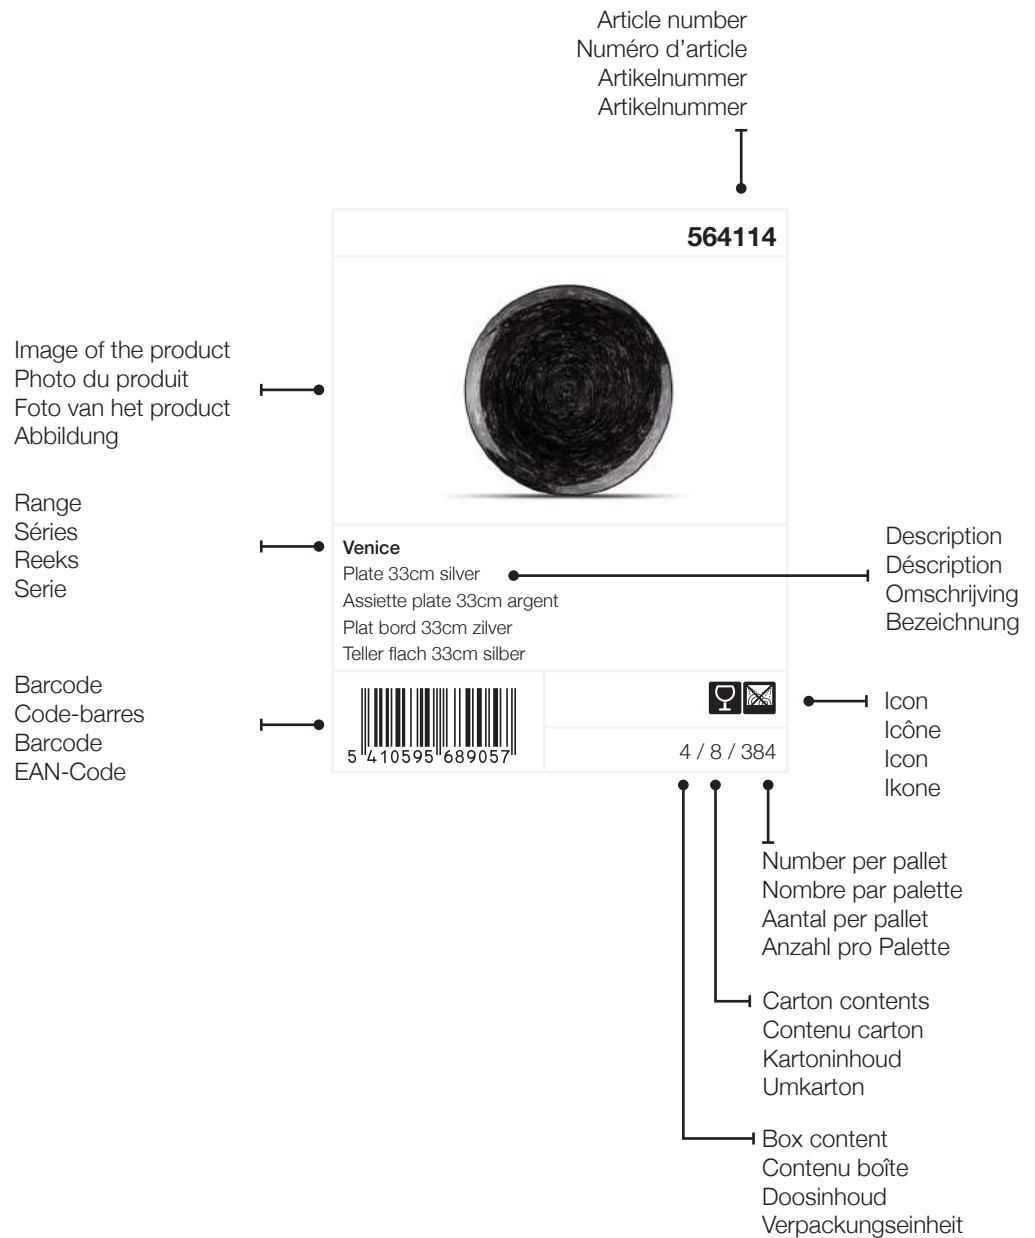 Article number
Numéro d'article
Artikelnummer
Artikelnummer
564114
Image of the product
Photo du produit
Foto van het product
Abbildung
Range
Séries
Reeks
Serie
Venice
Plate 33cm silver
Assiette plate 33cm argent
Plat bord 33cm zilver
Teller flach 33cm silber
Description
Déscription
Omschrijving
Bezeichnung
Barcode
Code-barres
Barcode
EAN-Code
5 410595 689057
4 / 8 / 384
Icon
Icône
Icon
Ikone
Number per pallet
Nombre par palette
Aantal per pallet
Anzahl pro Palette
Carton contents
Contenu carton
Kartoninhoud
Umkarton
Box content
Contenu boîte
Doosinhoud
Verpackungseinheit